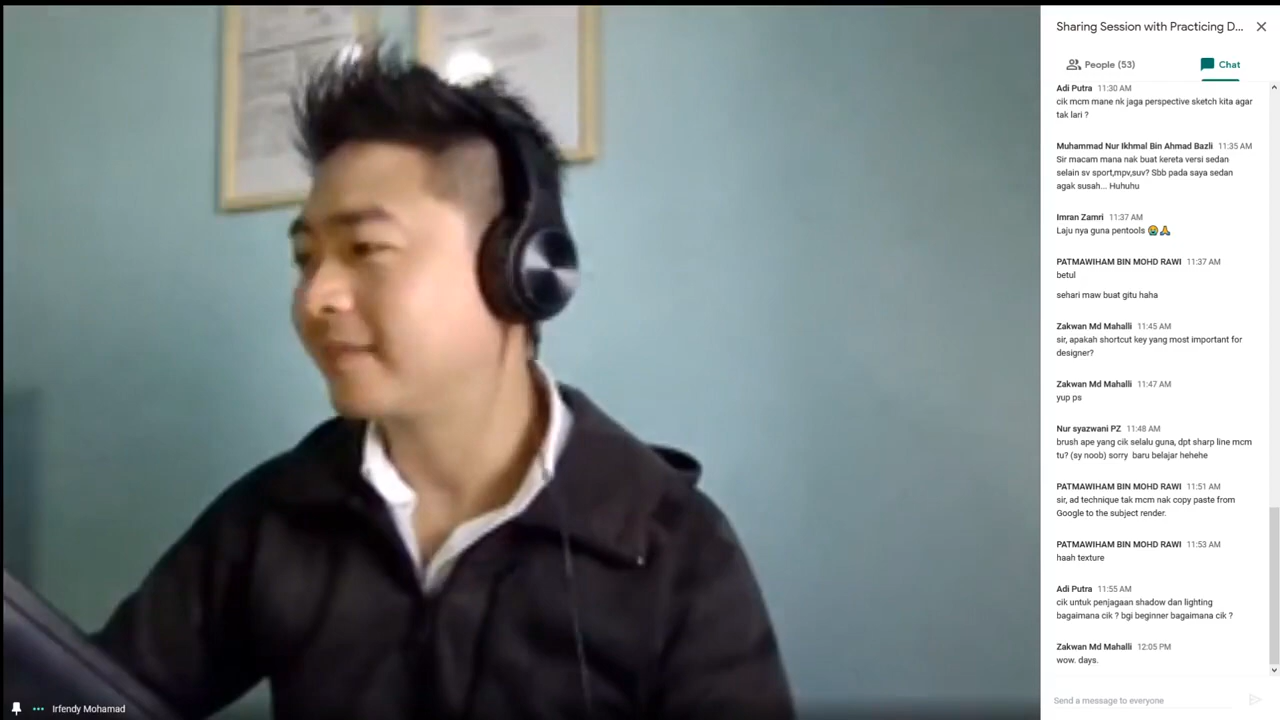 Sharing Session with Practicing D...
People (53)
Chat
Adi Putra 11:30 AM
cik mcm mane nk jaga perspective sketch kita agar
tak lari ?
Muhammad Nur Ikhmal Bin Ahmad Bazli 11:35 AM
Sir macam mana nak buat kereta versi sedan
selain sv sport,mpv,suv? Sbb pada saya sedan
agak susah... Huhuhu
Imran Zamri 11:37 AM
Laju nya guna pentools 😭🙏
PATMAWIHAM BIN MOHD RAWI 11:37 AM
betul
sehari maw buat gitu haha
Zakwan Md Mahalli 11:45 AM
sir, apakah shortcut key yang most important for
designer?
Zakwan Md Mahalli 11:47 AM
yup ps
Nur syazwani PZ 11:48 AM
brush ape yang cik selalu guna, dpt sharp line mcm
tu? (sy noob) sorry baru belajar hehehe
PATMAWIHAM BIN MOHD RAWI 11:51 AM
sir, ad technique tak mcm nak copy paste from
Google to the subject render.
PATMAWIHAM BIN MOHD RAWI 11:53 AM
haah texture
Adi Putra 11:55 AM
cik untuk penjagaan shadow dan lighting
bagaimana cik ? bgi beginner bagaimana cik ?
Zakwan Md Mahalli 12:05 PM
wow. days.
Send a message to everyone
Irfendy Mohamad